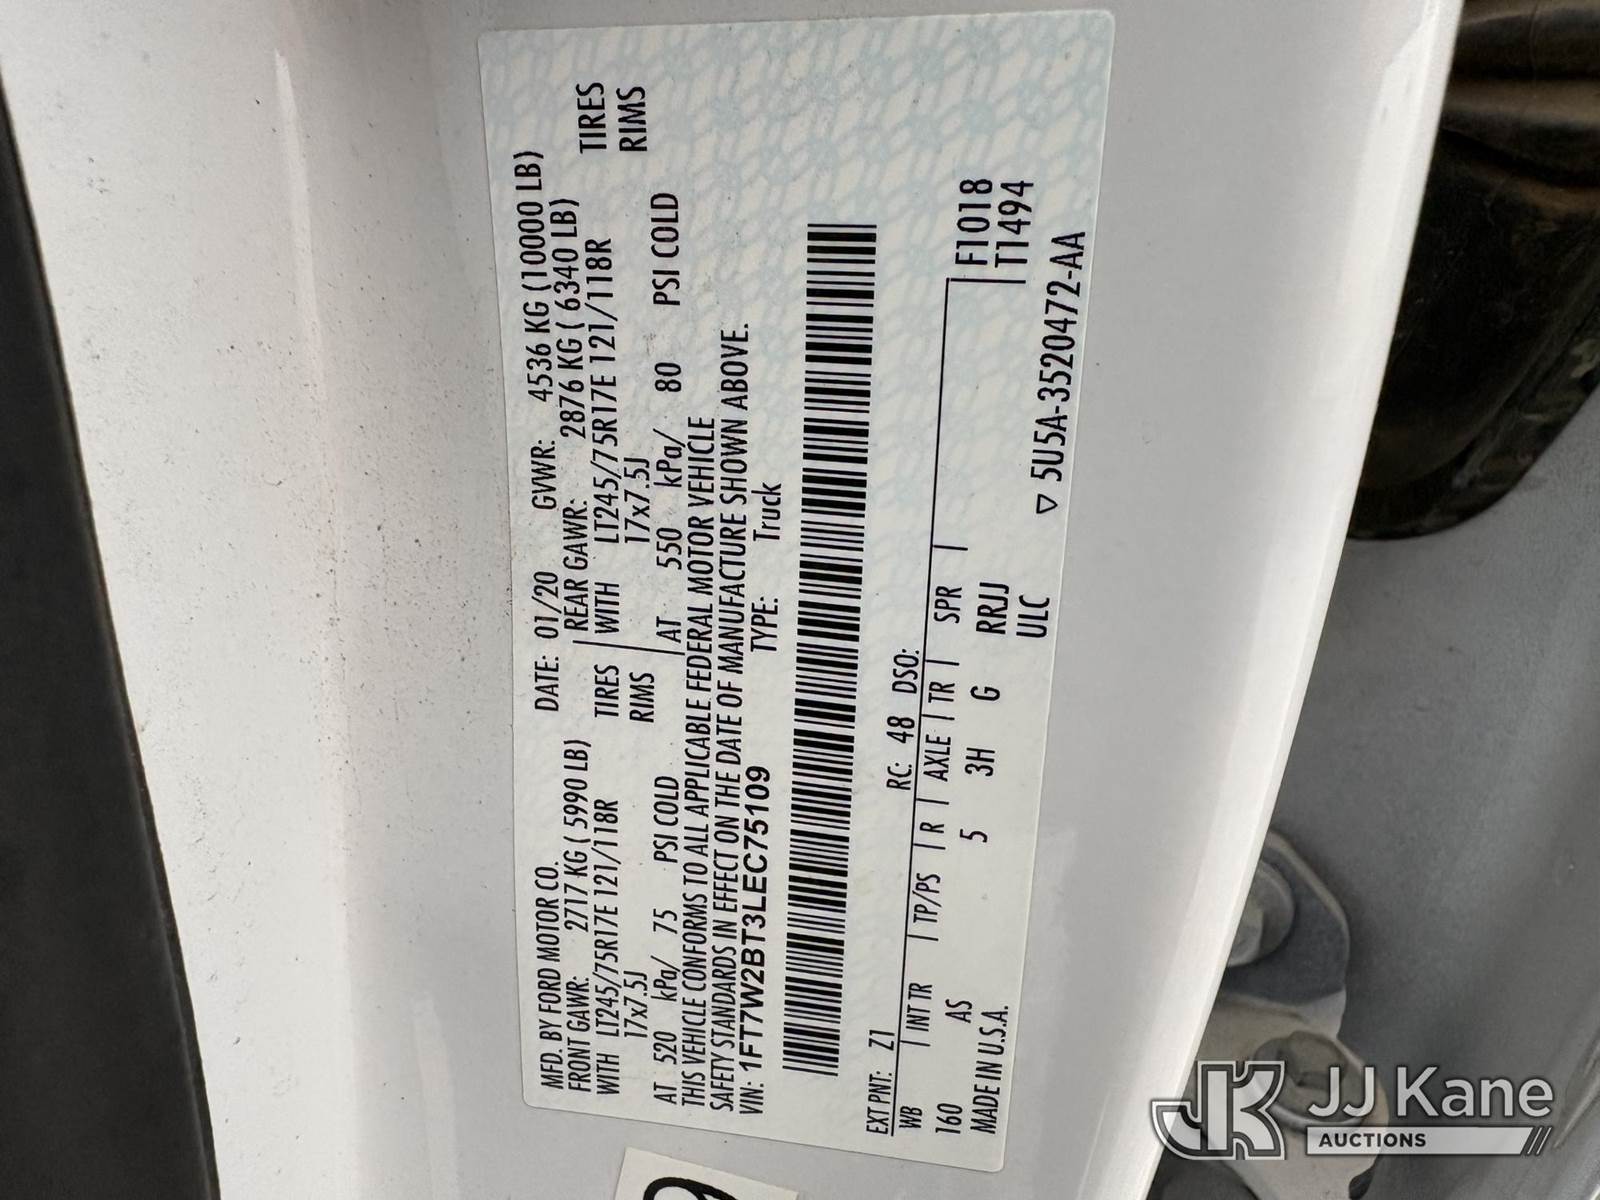 MFD. BY FORD MOTOR CO. DATE: 01/20 GVWR: 4536 KG (10000 LB)
FRONT GAWR: 2717 KG ( 5990 LB) REAR GAWR: 2876 KG ( 6340 LB)
WITH LT245/75R17E 121/118R TIRES WITH LT245/75R17E 121/118R TIRES
17x7.5J RIMS 17x7.5J RIMS
AT 520 kPa/ 75 PSI COLD AT 550 kPa/ 80 PSI COLD
THIS VEHICLE CONFORMS TO ALL APPLICABLE FEDERAL MOTOR VEHICLE
SAFETY STANDARDS IN EFFECT ON THE DATE OF MANUFACTURE SHOWN ABOVE.
VIN: 1FT7W2BT3LEC75109 TYPE: Truck
EXT PNT: Z1 RC: 48 DSO:
WB INT TR TP/PS R AXLE TR SPR
160 AS 5 3H G RRJJ F1018
MADE IN U.S.A. ULC T1494
5U5A-3520472-AA
JK JJ Kane
AUCTIONS